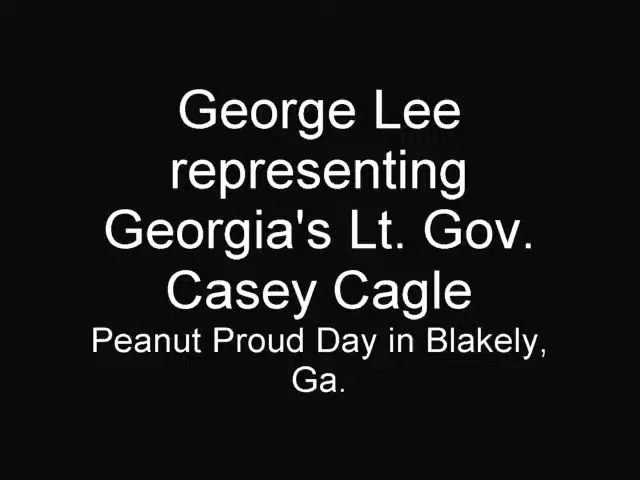 George Lee
representing
Georgia's Lt. Gov.
Casey Cagle
Peanut Proud Day in Blakely,
Ga.